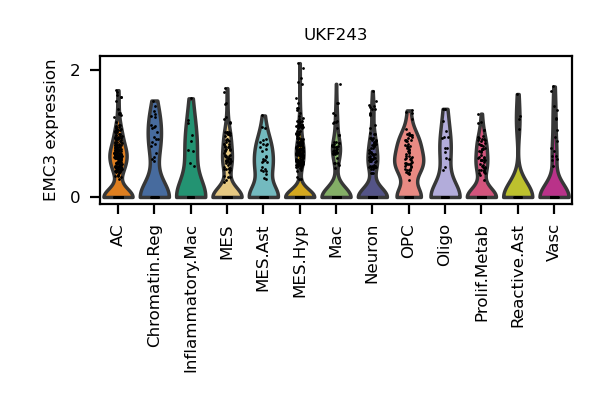 UKF243
EMC3 expression
2
0
AC
Chromatin.Reg
Inflammatory.Mac
MES
MES.Ast
MES.Hyp
Mac
Neuron
OPC
Oligo
Prolif.Metab
Reactive.Ast
Vasc